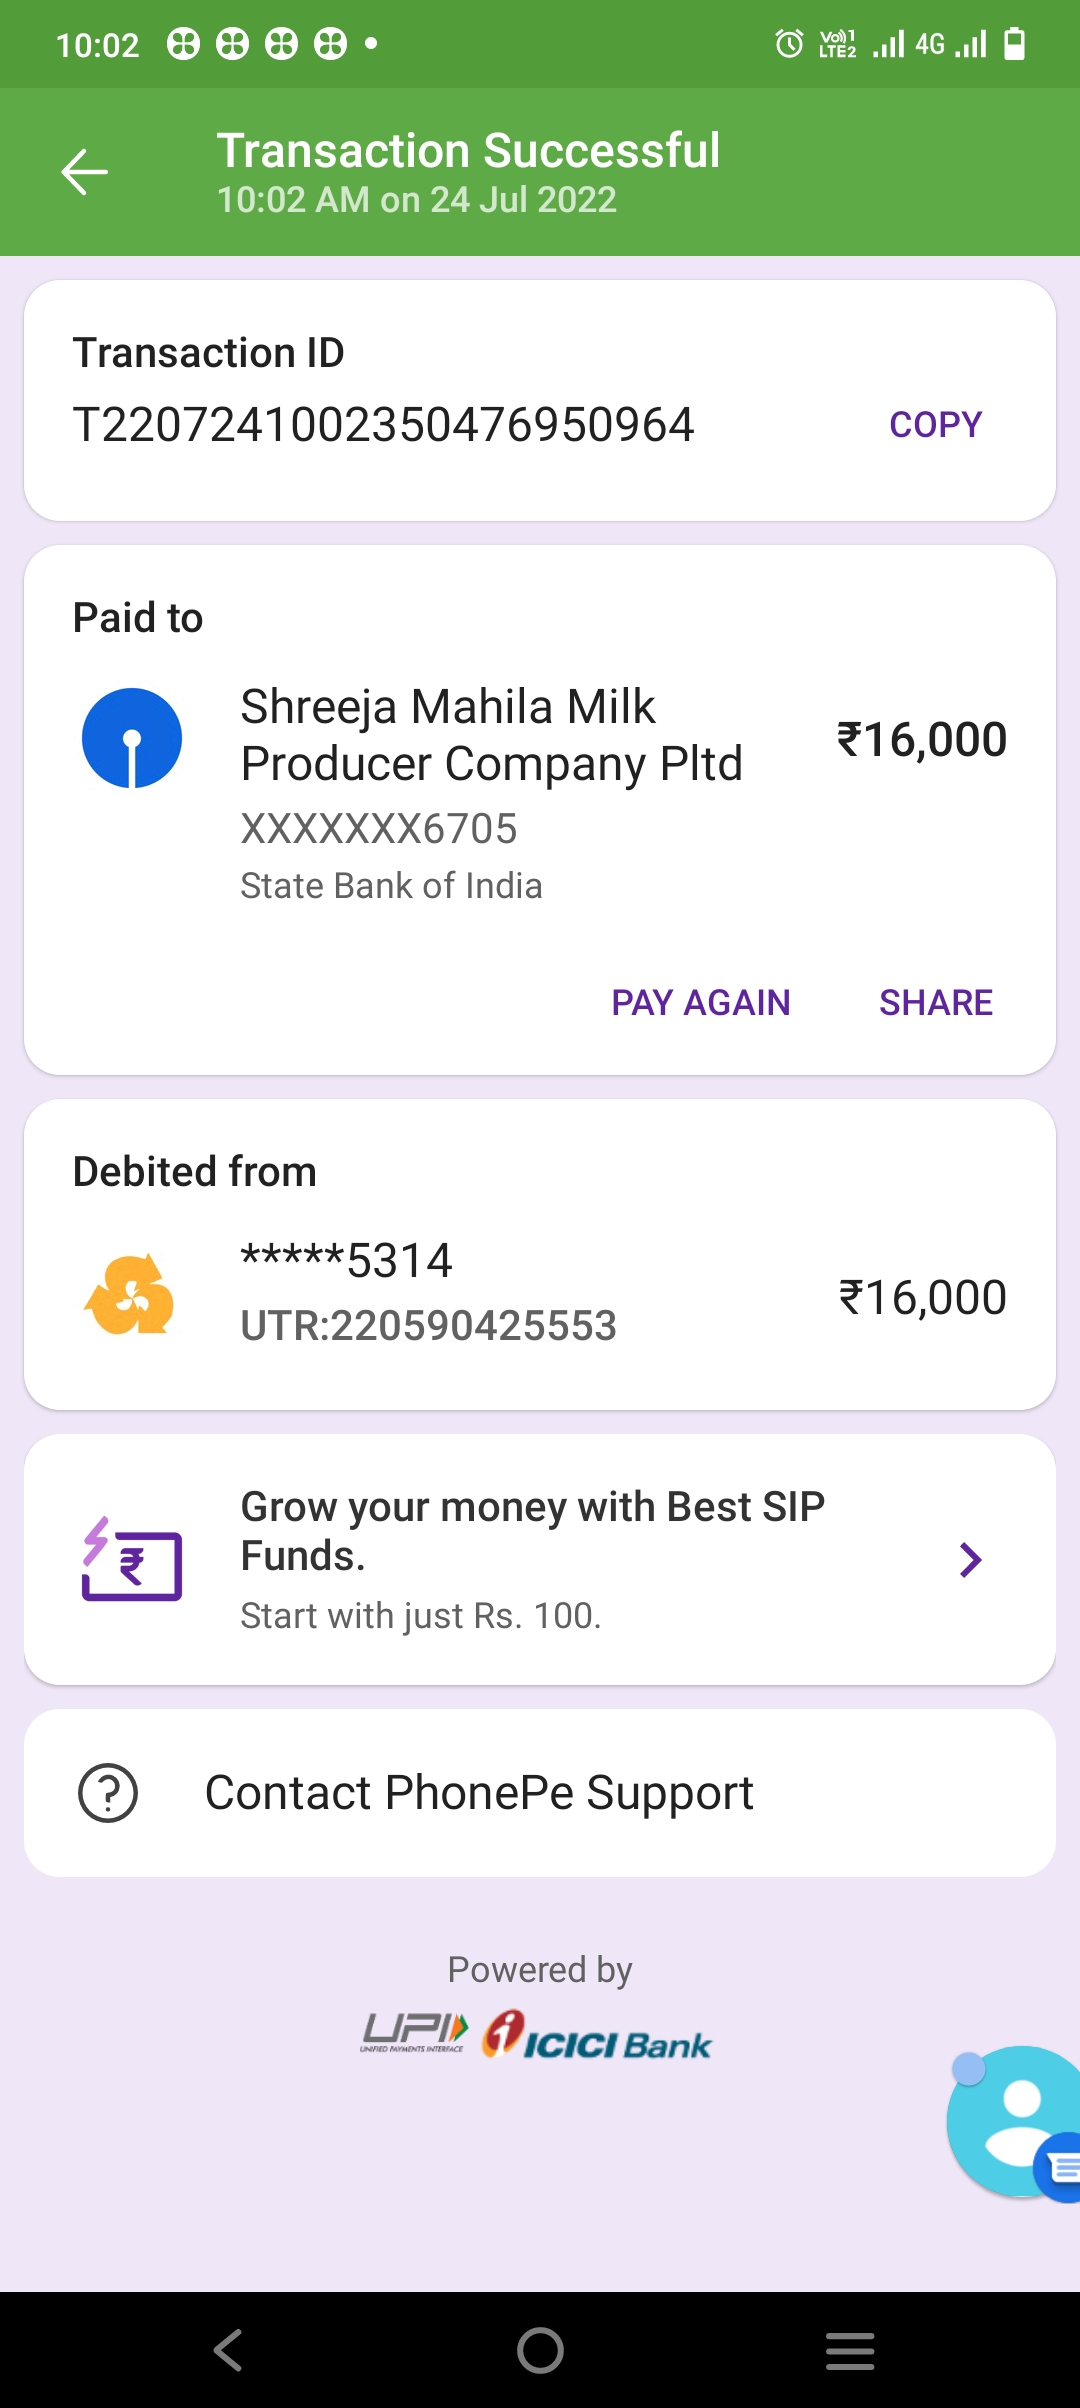 10:02
Vo)) 1
LTE2
4G
Transaction Successful
10:02 AM on 24 Jul 2022
Transaction ID
T2207241002350476950964
COPY
Paid to
Shreeja Mahila Milk
Producer Company Pltd
₹16,000
XXXXXXX6705
State Bank of India
PAY AGAIN
SHARE
Debited from
*****5314
₹16,000
UTR:220590425553
Grow your money with Best SIP
Funds.
Start with just Rs. 100.
Contact PhonePe Support
Powered by
UPI
UNIFIED PAYMENTS INTERFACE
ICICI Bank